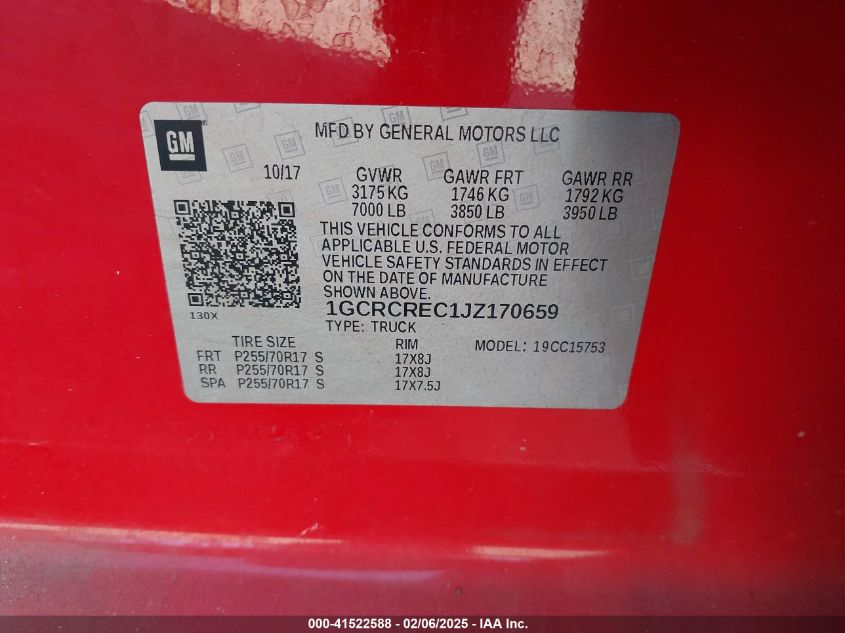 GM
MFD BY GENERAL MOTORS LLC
10/17 GVWR GAWR FRT GAWR RR
3175 KG 1746 KG 1792 KG
7000 LB 3850 LB 3950 LB
THIS VEHICLE CONFORMS TO ALL
APPLICABLE U.S. FEDERAL MOTOR
VEHICLE SAFETY STANDARDS IN EFFECT
ON THE DATE OF MANUFACTURE
SHOWN ABOVE.
1GCRCREC1JZ170659
130X
TYPE: TRUCK
TIRE SIZE RIM MODEL: 19CC15753
FRT P255/70R17 S 17X8J
RR P255/70R17 S 17X8J
SPA P255/70R17 S 17X7.5J
000-41522588 - 02/06/2025 - IAA Inc.